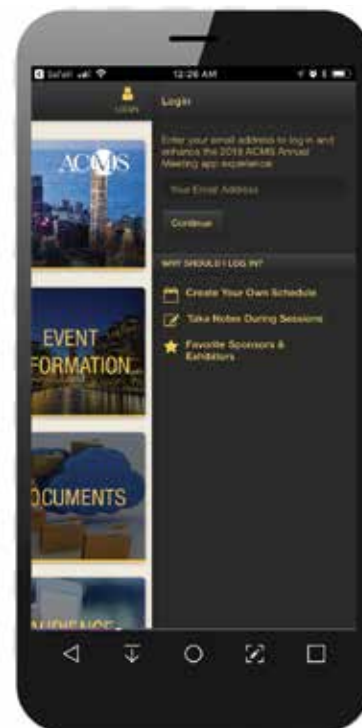 Safari
12:26 AM
LOGIN
Login
Enter your email address to log in and
enhance the 2018 ACMS Annual
Meeting app experience
Your Email Address
Continue
WHY SHOULD I LOG IN?
Create Your Own Schedule
Take Notes During Sessions
Favorite Sponsors &
Exhibitors
ACMS
EVENT
FORMATION
OCUMENTS
UDIENCE